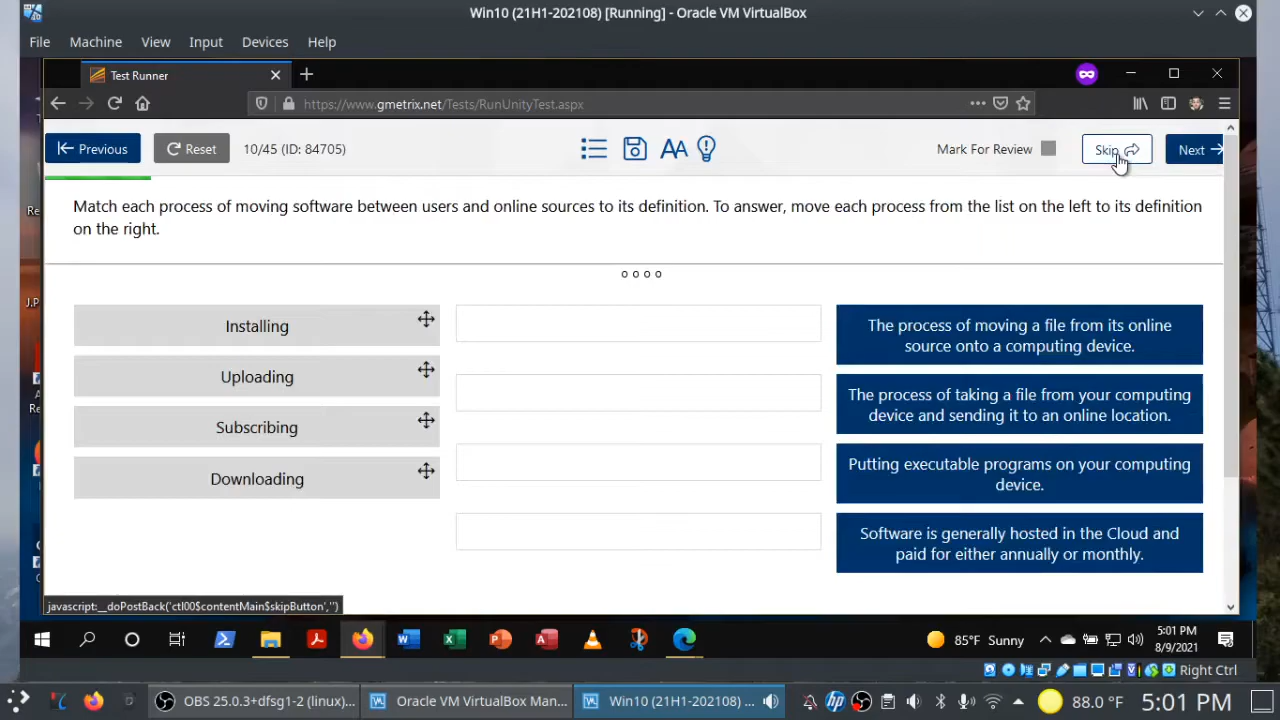 Win10 (21H1-202108) [Running] - Oracle VM VirtualBox
File Machine View Input Devices Help
Test Runner
https://www.gmetrix.net/Tests/RunUnityTest.aspx
Previous Reset 10/45 (ID: 84705) AA Mark For Review Skip Next
Match each process of moving software between users and online sources to its definition. To answer, move each process from the list on the left to its definition
on the right.
Installing
Uploading
Subscribing
Downloading
The process of moving a file from its online
source onto a computing device.
The process of taking a file from your computing
device and sending it to an online location.
Putting executable programs on your computing
device.
Software is generally hosted in the Cloud and
paid for either annually or monthly.
javascript:__doPostBack('ctl00$contentMain$skipButton','')
85°F Sunny
5:01 PM
8/9/2021
Right Ctrl
OBS 25.0.3+dfsg1-2 (linux)... Oracle VM VirtualBox Man... Win10 (21H1-202108) ... 88.0 °F 5:01 PM